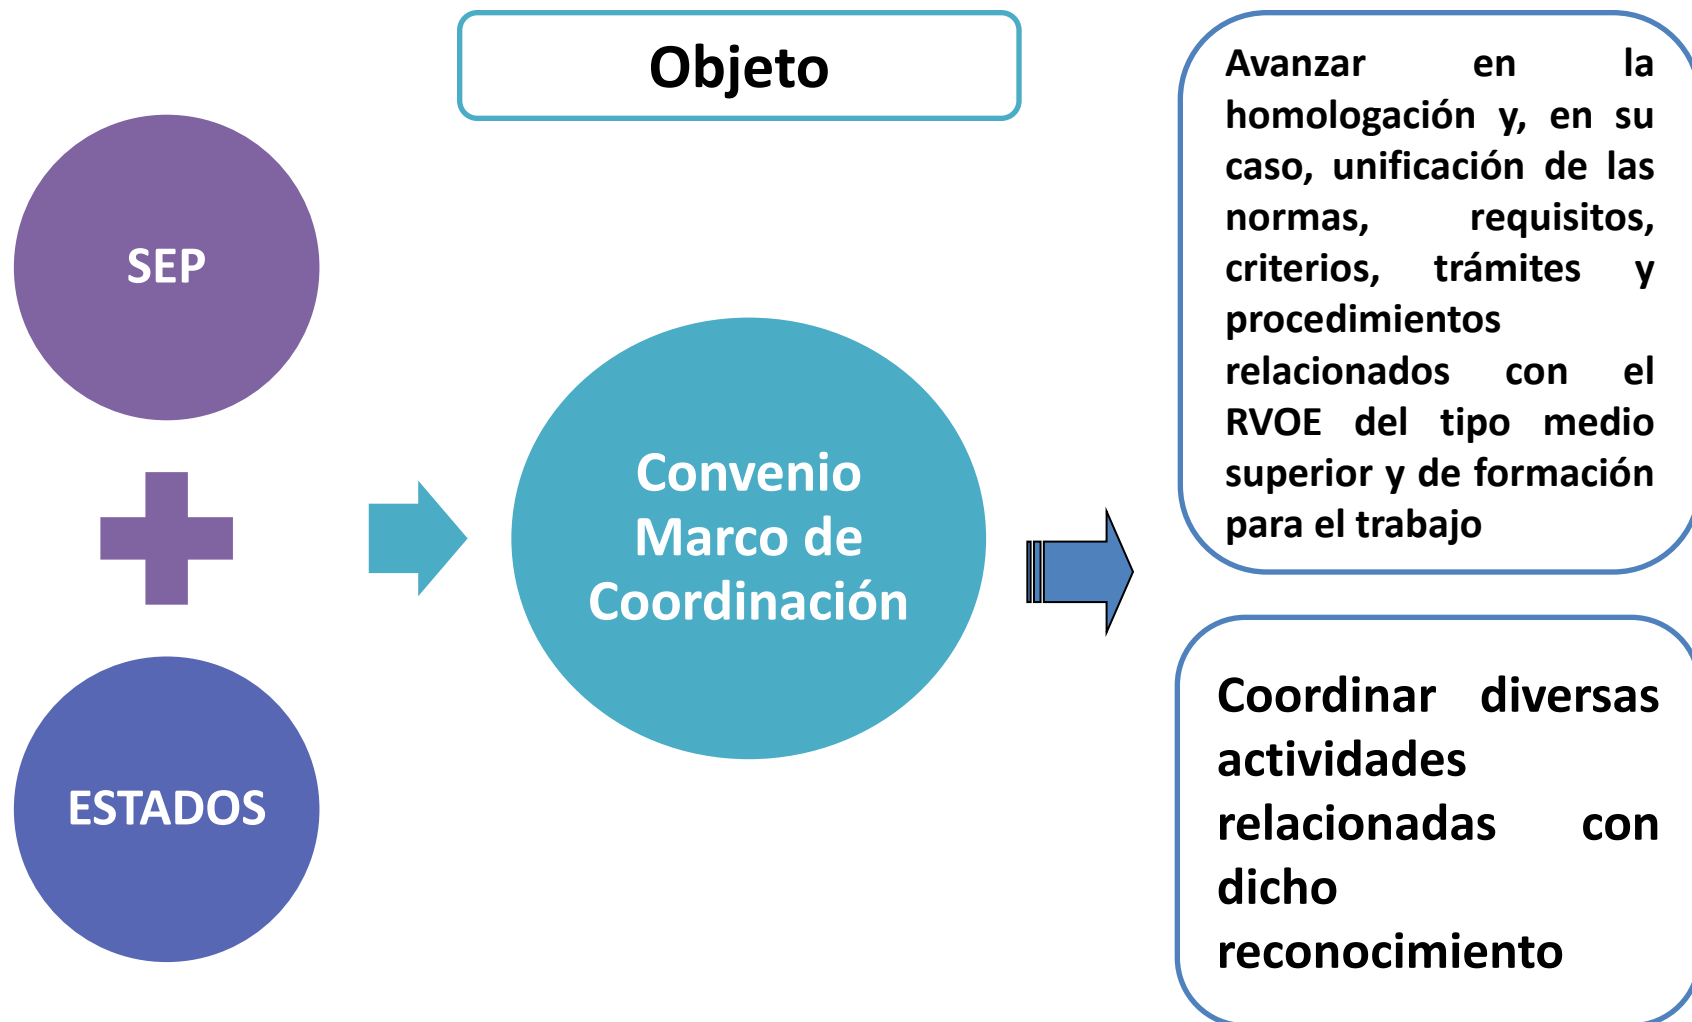 Objeto
SEP
ESTADOS
Convenio
Marco de
Coordinación
Avanzar en la
homologación y, en su
caso, unificación de las
normas, requisitos,
criterios, trámites y
procedimientos
relacionados con el
RVOE del tipo medio
superior y de formación
para el trabajo
Coordinar diversas
actividades
relacionadas con
dicho
reconocimiento